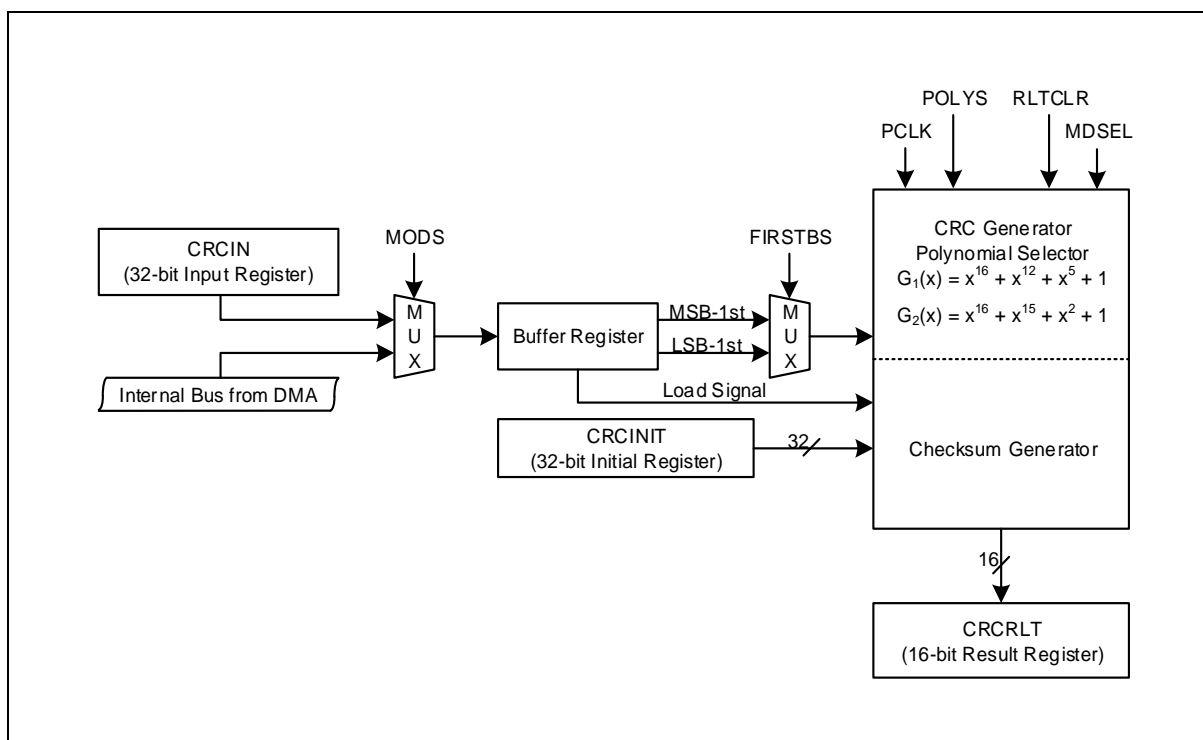 POLYS
RLTCLR
PCLK
MDSEL
CRCIN
(32-bit Input Register)
MODS
FIRSTBS
CRC Generator
Polynomial Selector
G₁(x) = x¹⁶ + x¹² + x⁵ + 1
G₂(x) = x¹⁶ + x¹⁵ + x² + 1
M
U
X
Buffer Register
MSB-1st
LSB-1st
M
U
X
Internal Bus from DMA
Load Signal
CRCINIT
(32-bit Initial Register)
32
Checksum Generator
16
CRCRLT
(16-bit Result Register)